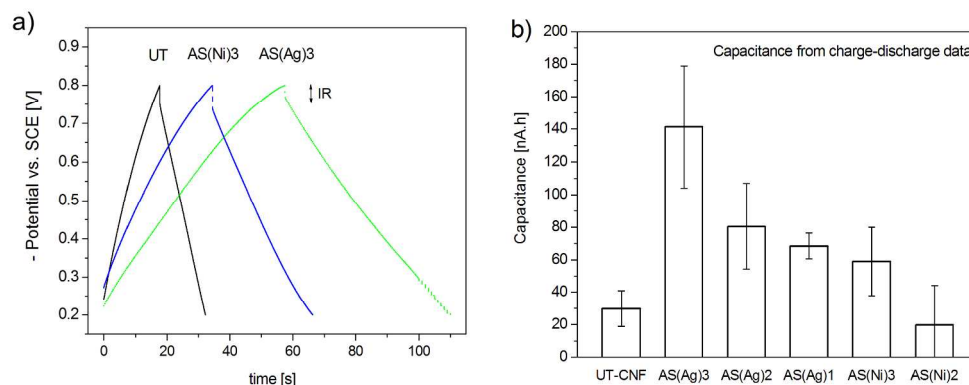 a)
UT AS(Ni)3 AS(Ag)3
IR
- Potential vs. SCE [V]
0.9
0.8
0.7
0.6
0.5
0.4
0.3
0.2
0 20 40 60 80 100
time [s]
b)
Capacitance from charge-discharge data
Capacitance [nA.h]
200
180
160
140
120
100
80
60
40
20
0
UT-CNF AS(Ag)3 AS(Ag)2 AS(Ag)1 AS(Ni)3 AS(Ni)2